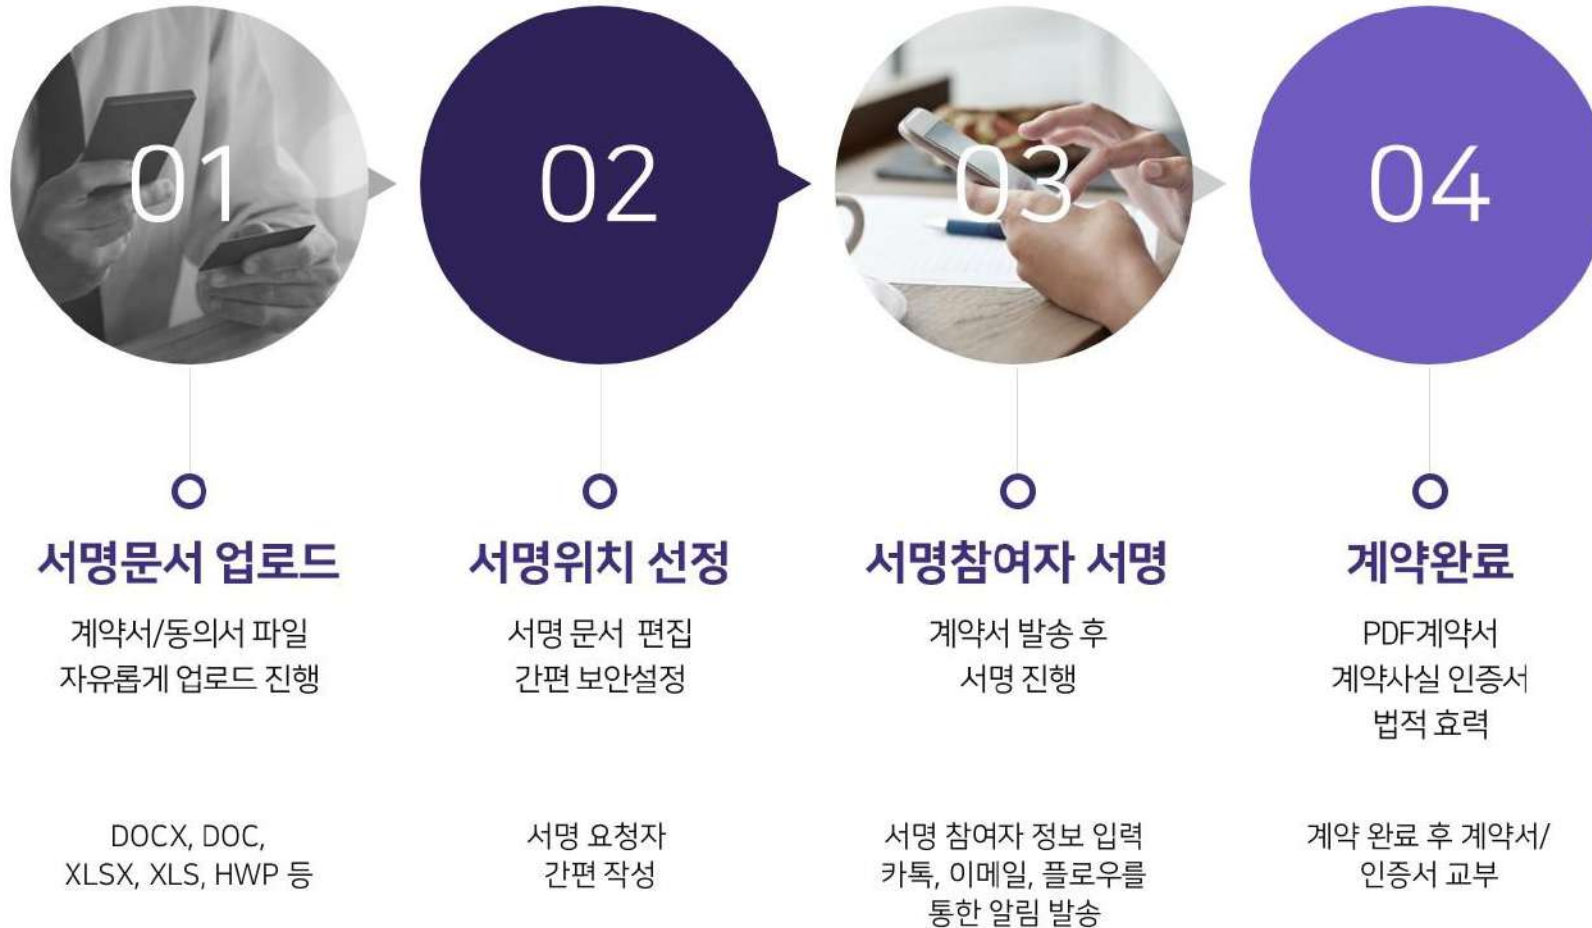 01
02
03
04
서명문서 업로드
계약서/동의서 파일
자유롭게 업로드 진행
DOCX, DOC,
XLSX, XLS, HWP 등
서명위치 선정
서명 문서 편집
간편 보안설정
서명 요청자
간편 작성
서명참여자 서명
계약서 발송 후
서명 진행
서명 참여자 정보 입력
카톡, 이메일, 플로우를
통한 알림 발송
계약완료
PDF계약서
계약사실 인증서
법적 효력
계약 완료 후 계약서/
인증서 교부